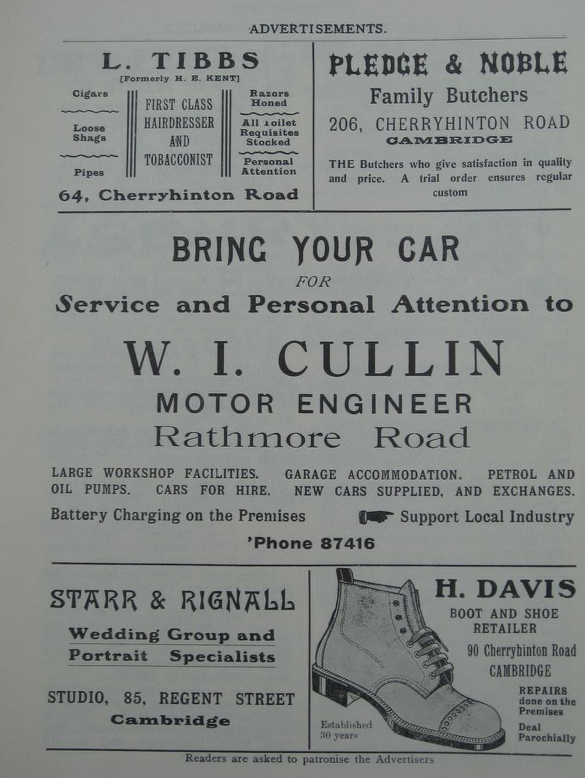 ADVERTISEMENTS.
L. TIBBS
[Formerly H. E. KENT]
Cigars
Loose
Shags
Pipes
FIRST CLASS
HAIRDRESSER
AND
TOBACCONIST
Razors
Honed
All Toilet
Requisites
Stocked
Personal
Attention
64, Cherryhinton Road
PLEDGE & NOBLE
Family Butchers
206, CHERRYHINTON ROAD
CAMBRIDGE
THE Butchers who give satisfaction in quality
and price. A trial order ensures regular
custom
BRING YOUR CAR
FOR
Service and Personal Attention to
W. I. CULLIN
MOTOR ENGINEER
Rathmore Road
LARGE WORKSHOP FACILITIES. GARAGE ACCOMMODATION. PETROL AND
OIL PUMPS. CARS FOR HIRE. NEW CARS SUPPLIED, AND EXCHANGES.
Battery Charging on the Premises
Support Local Industry
'Phone 87416
STARR & RIGNALL
Wedding Group and
Portrait Specialists
STUDIO, 85, REGENT STREET
Cambridge
H. DAVIS
BOOT AND SHOE
RETAILER
90 Cherryhinton Road
CAMBRIDGE
REPAIRS
done on the
Premises
Deal
Parochially
Established
30 years
Readers are asked to patronise the Advertisers